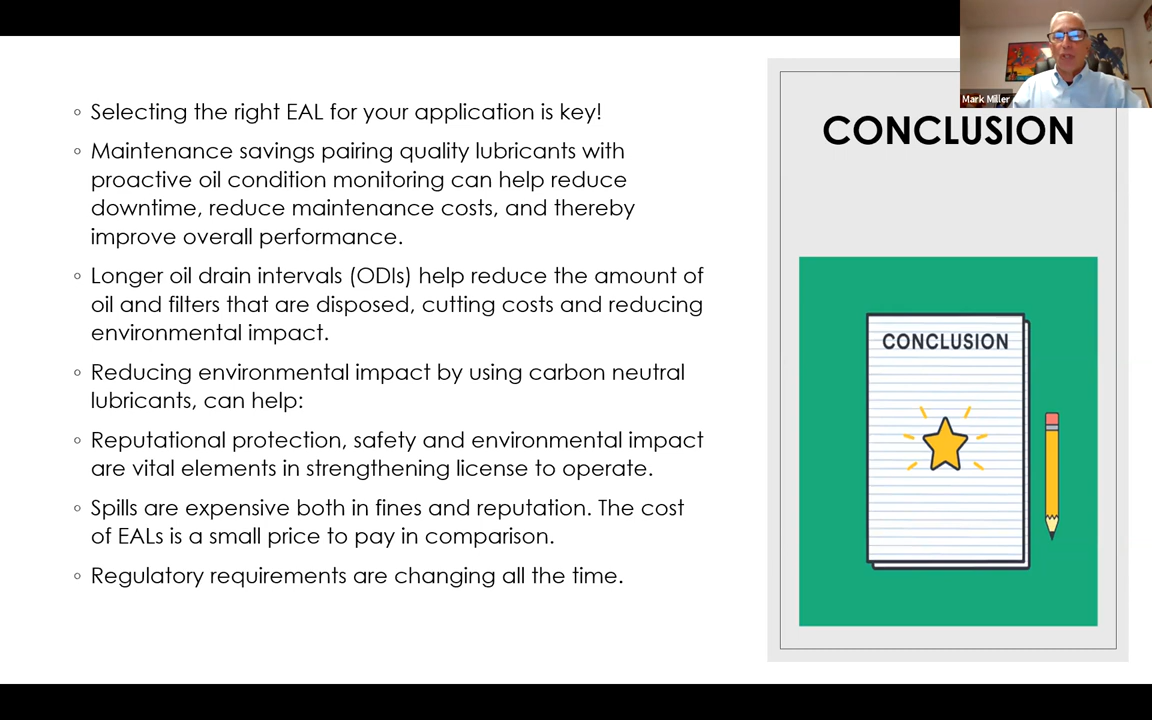 Selecting the right EAL for your application is key!
Maintenance savings pairing quality lubricants with
proactive oil condition monitoring can help reduce
downtime, reduce maintenance costs, and thereby
improve overall performance.
Longer oil drain intervals (ODIs) help reduce the amount of
oil and filters that are disposed, cutting costs and reducing
environmental impact.
Reducing environmental impact by using carbon neutral
lubricants, can help:
Reputational protection, safety and environmental impact
are vital elements in strengthening license to operate.
Spills are expensive both in fines and reputation. The cost
of EALs is a small price to pay in comparison.
Regulatory requirements are changing all the time.
Mark Miller
CONCLUSION
CONCLUSION